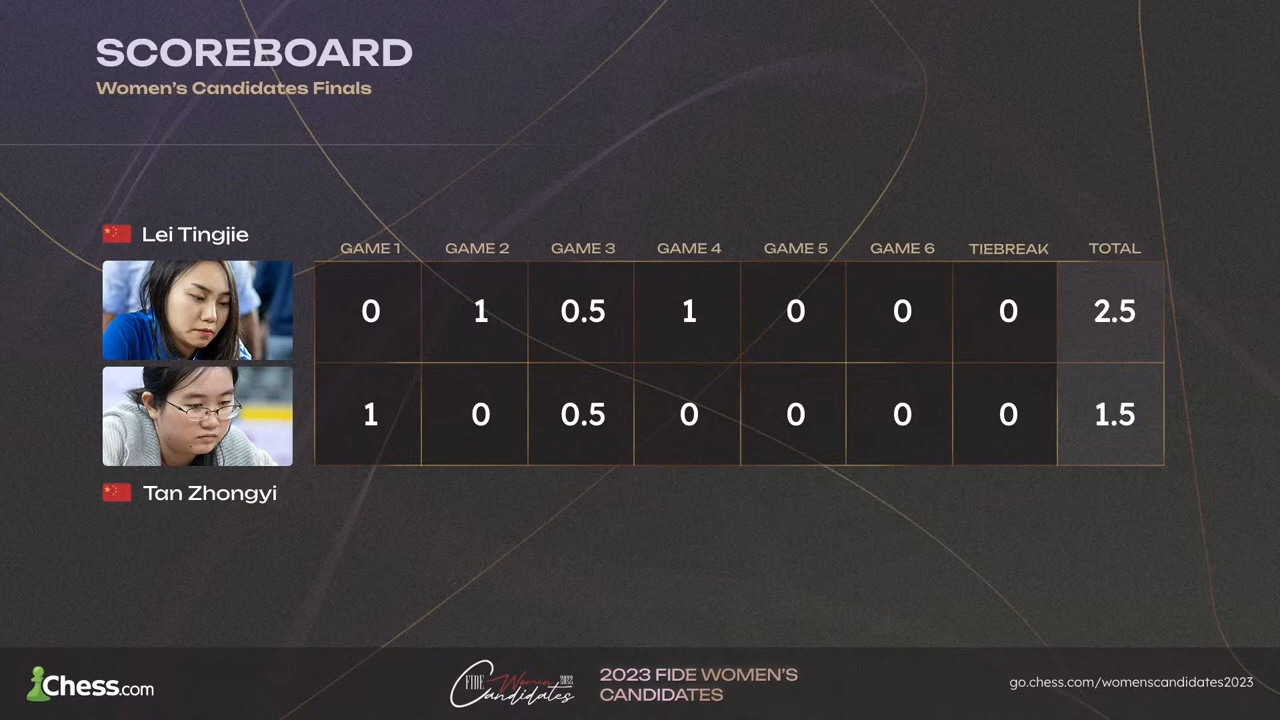 SCOREBOARD
Women's Candidates Finals
Lei Tingjie
GAME 1 GAME 2 GAME 3 GAME 4 GAME 5 GAME 6 TIEBREAK TOTAL
0 1 0.5 1 0 0 0 2.5
1 0 0.5 0 0 0 0 1.5
Tan Zhongyi
Chess.com
FIDE Women 2022
Candidates
2023 FIDE WOMEN'S
CANDIDATES
go.chess.com/womenscandidates2023